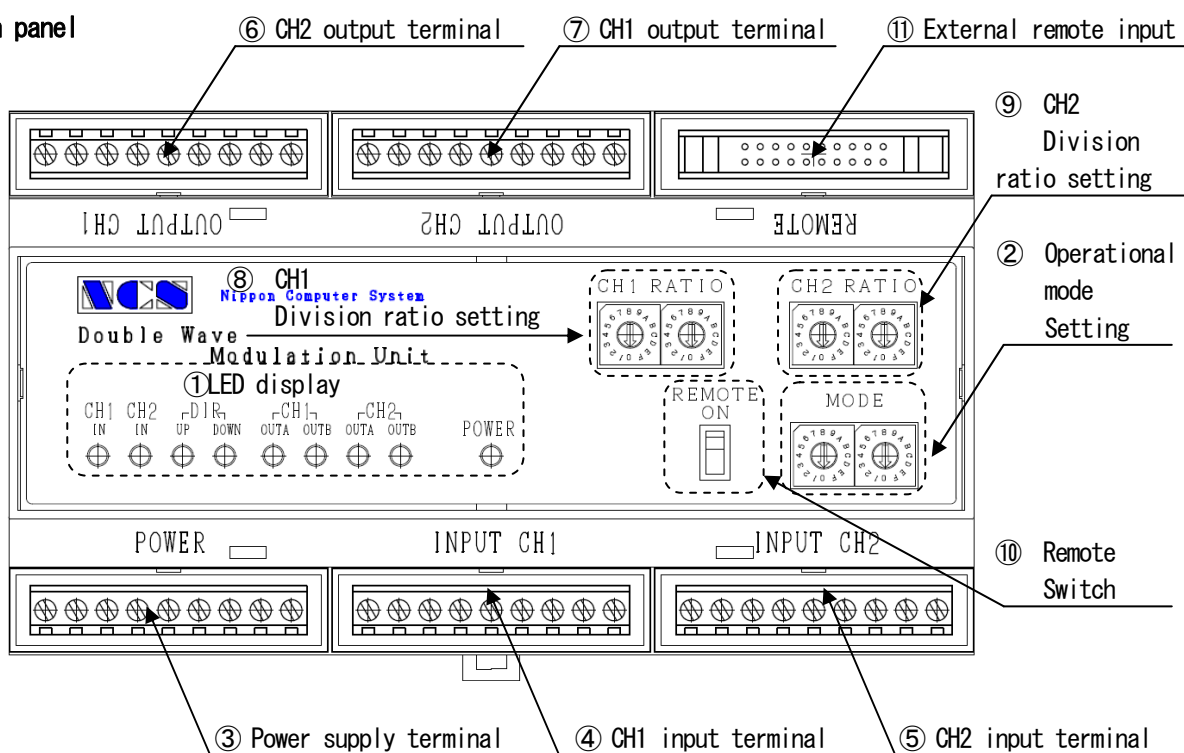 panel
⑥ CH2 output terminal
⑦ CH1 output terminal
⑪ External remote input
⑨ CH2
Division
ratio setting
OUTPUT CH1
OUTPUT CH2
REMOTE
② Operational
mode
Setting
NCS
⑧ CH1
Nippon Computer System
Division ratio setting
Double Wave
Modulation Unit
CH1 RATIO
CH2 RATIO
①LED display
CH1 CH2 DIR CH1 CH2
IN IN UP DOWN OUTA OUTB OUTA OUTB POWER
REMOTE
ON
MODE
POWER
INPUT CH1
INPUT CH2
⑩ Remote
Switch
③ Power supply terminal
④ CH1 input terminal
⑤ CH2 input terminal